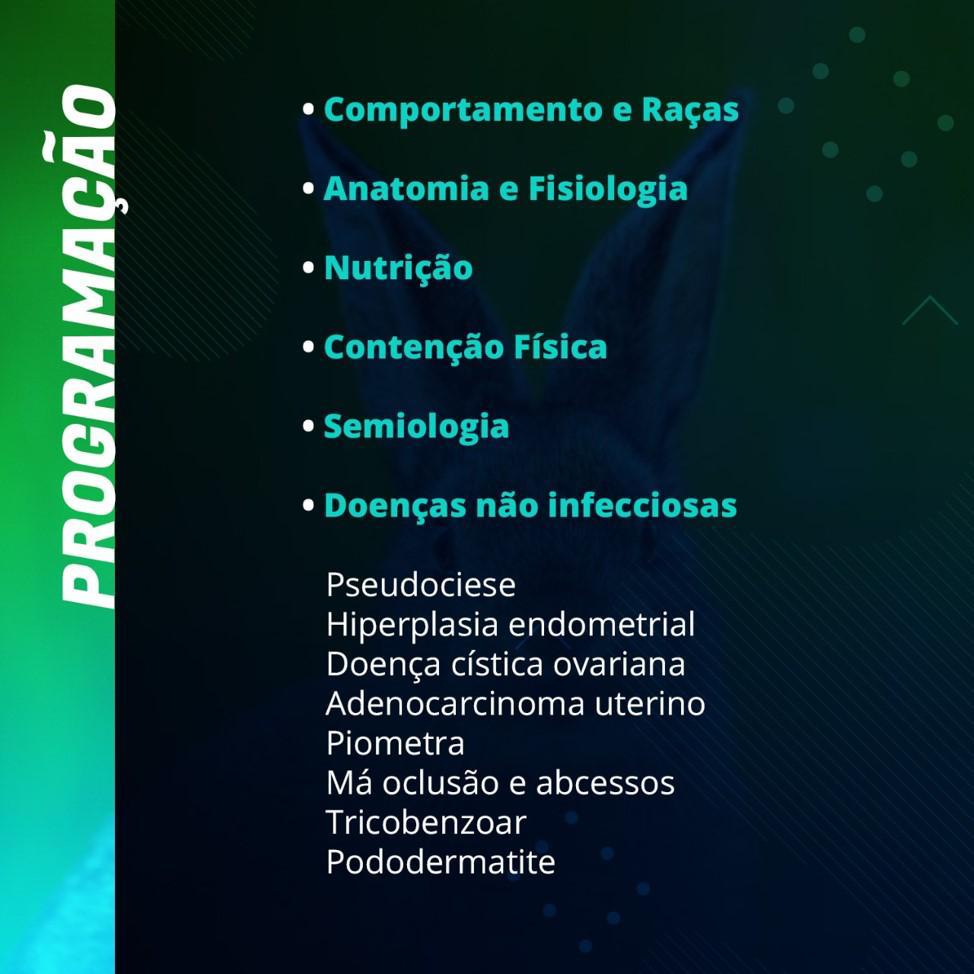 PROGRAMAÇÃO
• Comportamento e Raças
• Anatomia e Fisiologia
• Nutrição
• Contenção Física
• Semiologia
• Doenças não infecciosas
Pseudociese
Hiperplasia endometrial
Doença cística ovariana
Adenocarcinoma uterino
Piometra
Má oclusão e abcessos
Tricobenzoar
Pododermatite